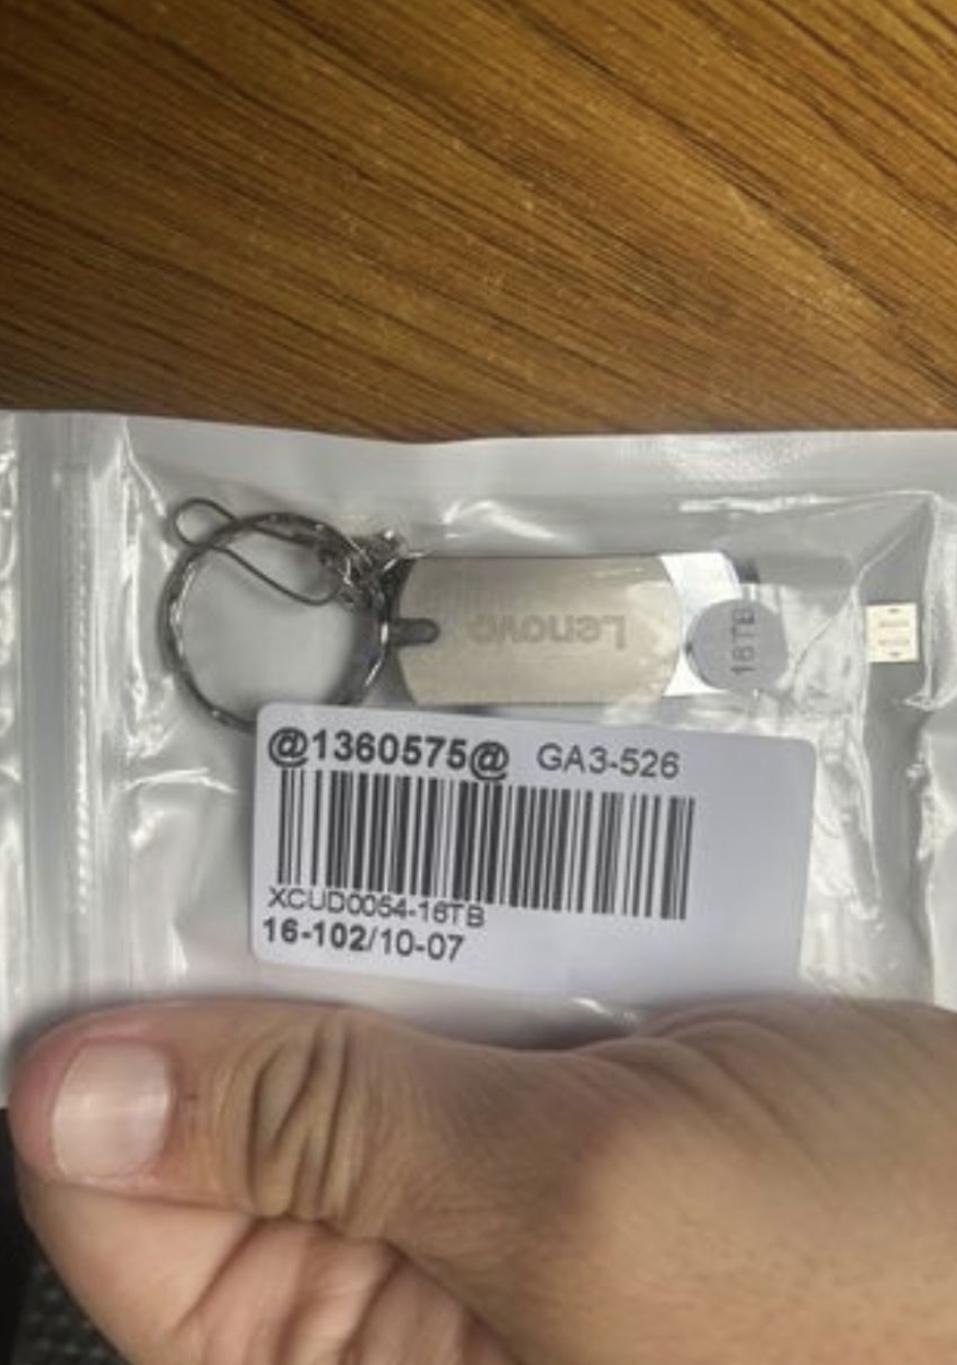 Lenovo
16TB
@1360575@ GA3-526
XCUD0054-16TB
16-102/10-07